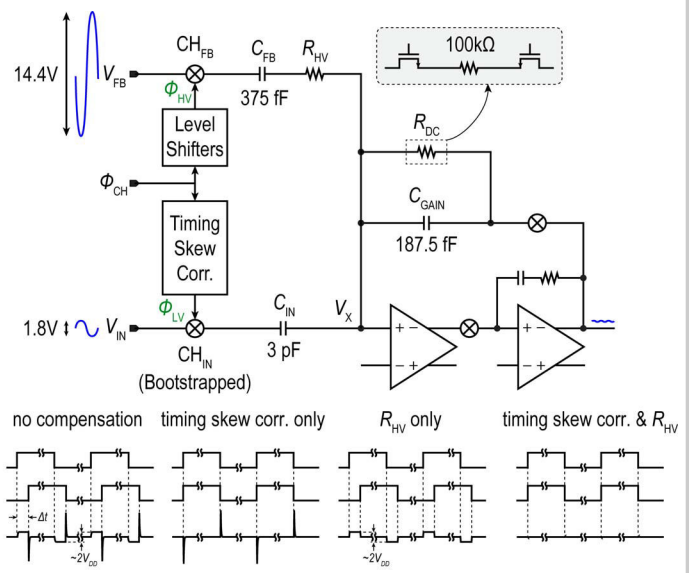 14.4V
V_FB
CH_FB
C_FB
R_HV
375 fF
Φ_HV
Level
Shifters
Φ_CH
Timing
Skew
Corr.
Φ_LV
1.8V
V_IN
CH_IN
(Bootstrapped)
C_IN
3 pF
V_X
100kΩ
R_DC
C_GAIN
187.5 fF
+ −
− +
+ −
− +
no compensation
timing skew corr. only
R_HV only
timing skew corr. & R_HV
Δt
~2V_DD
~2V_DD